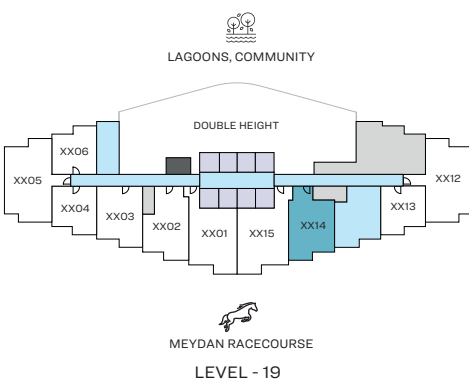 LAGOONS, COMMUNITY
DOUBLE HEIGHT
XX06
XX05
XX12
XX04
XX03
XX02
XX01
XX15
XX14
XX13
MEYDAN RACECOURSE
LEVEL - 19